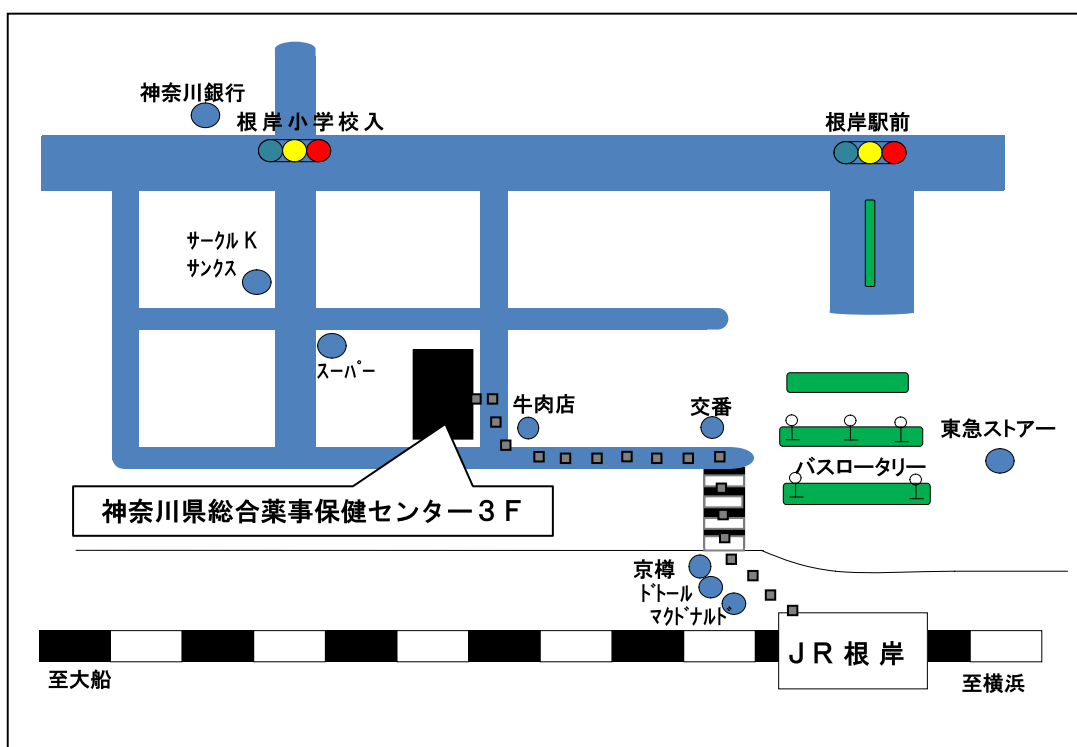 神奈川銀行
根岸小学校入
根岸駅前
ｻｰｸﾙ K
ｻﾝｸｽ
ｽｰﾊﾟｰ
牛肉店
交番
東急ストアー
バスロータリー
神奈川県総合薬事保健センター３Ｆ
京樽
ﾄﾞﾄｰﾙ
ﾏｸﾄﾞﾅﾙﾄﾞ
ＪＲ根岸
至大船
至横浜